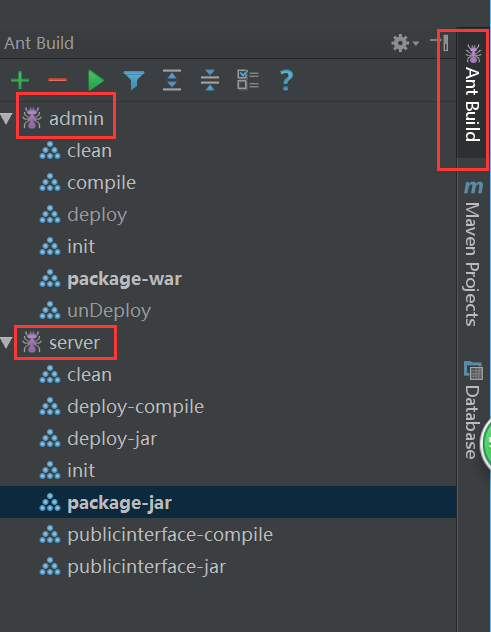 Ant Build
admin
clean
compile
deploy
init
package-war
unDeploy
server
clean
deploy-compile
deploy-jar
init
package-jar
publicinterface-compile
publicinterface-jar
Ant Build
m Maven Projects
Database